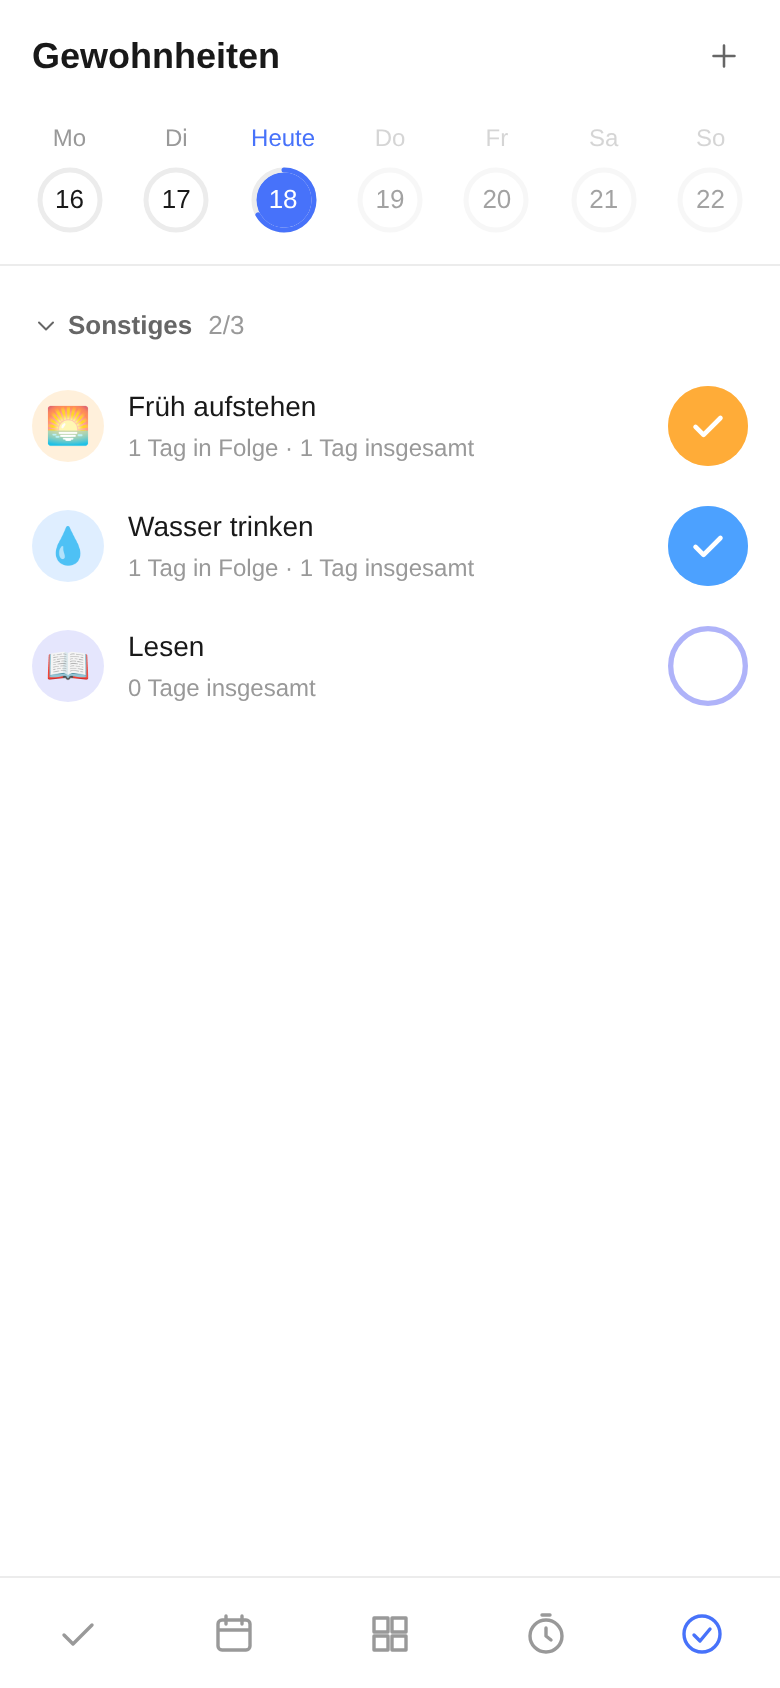 Gewohnheiten
Mo Di Heute Do Fr Sa So
16 17 18 19 20 21 22
Sonstiges 2/3
Früh aufstehen
1 Tag in Folge · 1 Tag insgesamt
Wasser trinken
1 Tag in Folge · 1 Tag insgesamt
Lesen
0 Tage insgesamt